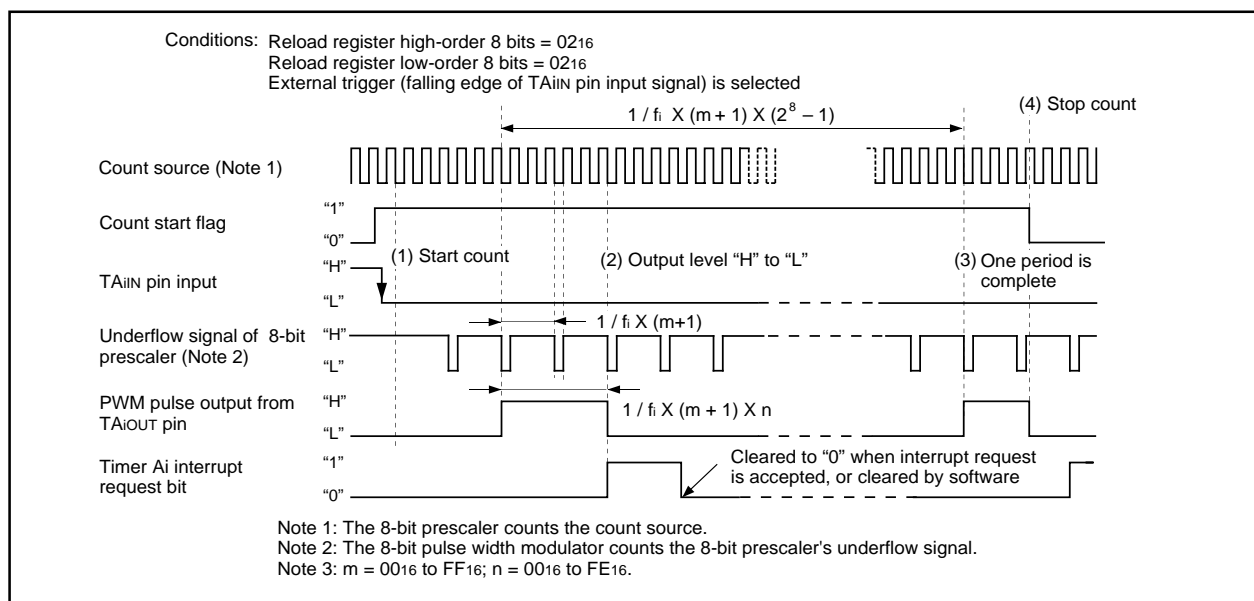 Conditions: Reload register high-order 8 bits = 0216
Reload register low-order 8 bits = 0216
External trigger (falling edge of TAiIN pin input signal) is selected
(4) Stop count
1 / fi X (m + 1) X (2^8 – 1)
Count source (Note 1)
“1”
Count start flag
“0”
(1) Start count
(2) Output level “H” to “L”
(3) One period is
complete
“H”
TAiIN pin input
“L”
1 / fi X (m+1)
Underflow signal of 8-bit
prescaler (Note 2)
“H”
“L”
PWM pulse output from
TAiOUT pin
“H”
“L”
1 / fi X (m + 1) X n
Timer Ai interrupt
request bit
“1”
“0”
Cleared to “0” when interrupt request
is accepted, or cleared by software
Note 1: The 8-bit prescaler counts the count source.
Note 2: The 8-bit pulse width modulator counts the 8-bit prescaler's underflow signal.
Note 3: m = 0016 to FF16; n = 0016 to FE16.